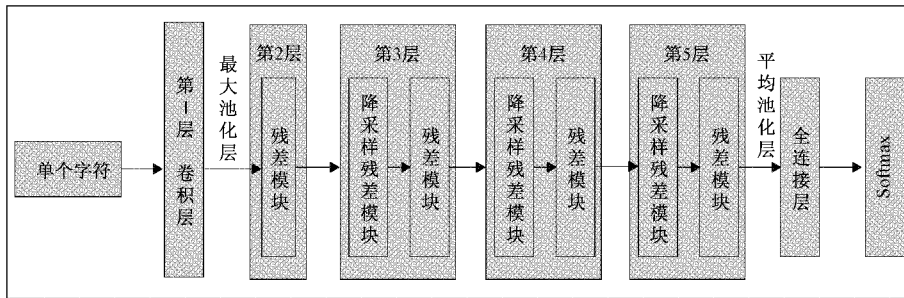 单个字符
第1层 卷积层
最大池化层
第2层
残差模块
第3层
降采样残差模块
残差模块
第4层
降采样残差模块
残差模块
第5层
降采样残差模块
残差模块
平均池化层
全连接层
Softmax